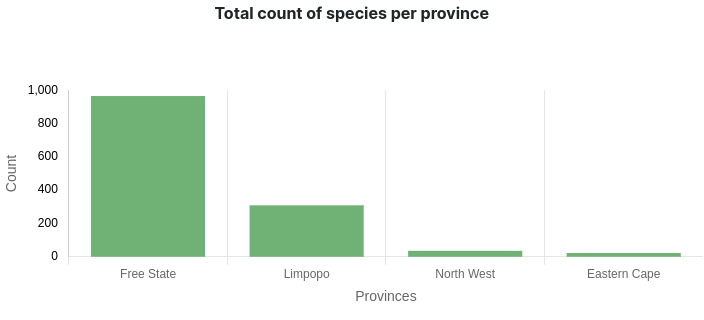 Total count of species per province
1,000
800
600
400
200
0
Count
Free State
Limpopo
North West
Eastern Cape
Provinces